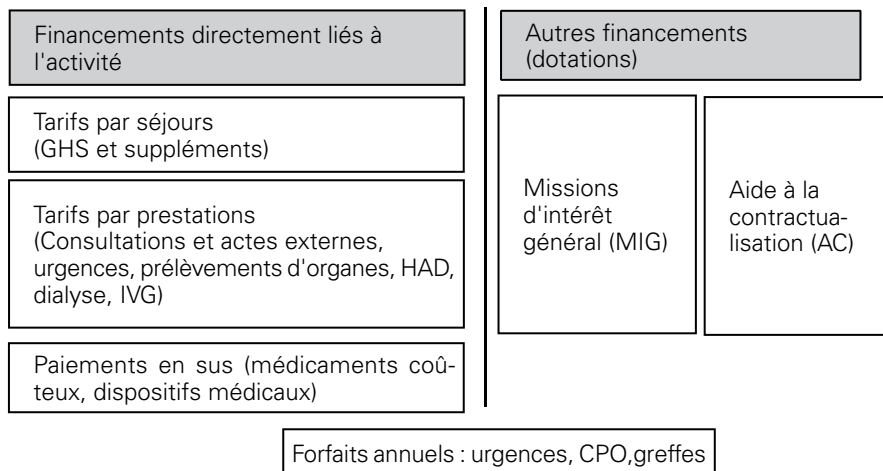 Financements directement liés à
l'activité
Tarifs par séjours
(GHS et suppléments)
Tarifs par prestations
(Consultations et actes externes,
urgences, prélèvements d'organes, HAD,
dialyse, IVG)
Paiements en sus (médicaments coû-
teux, dispositifs médicaux)
Autres financements
(dotations)
Missions
d'intérêt
général (MIG)
Aide à la
contractua-
lisation (AC)
Forfaits annuels : urgences, CPO,greffes